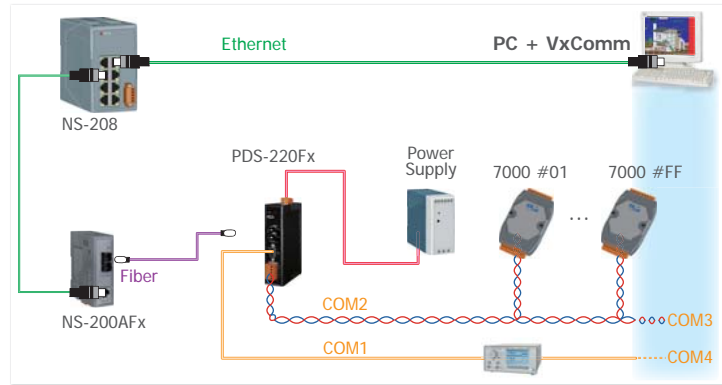 Ethernet
PC + VxComm
NS-208
PDS-220Fx
Power
Supply
7000 #01
...
7000 #FF
Fiber
NS-200AFx
COM2
COM3
COM1
COM4